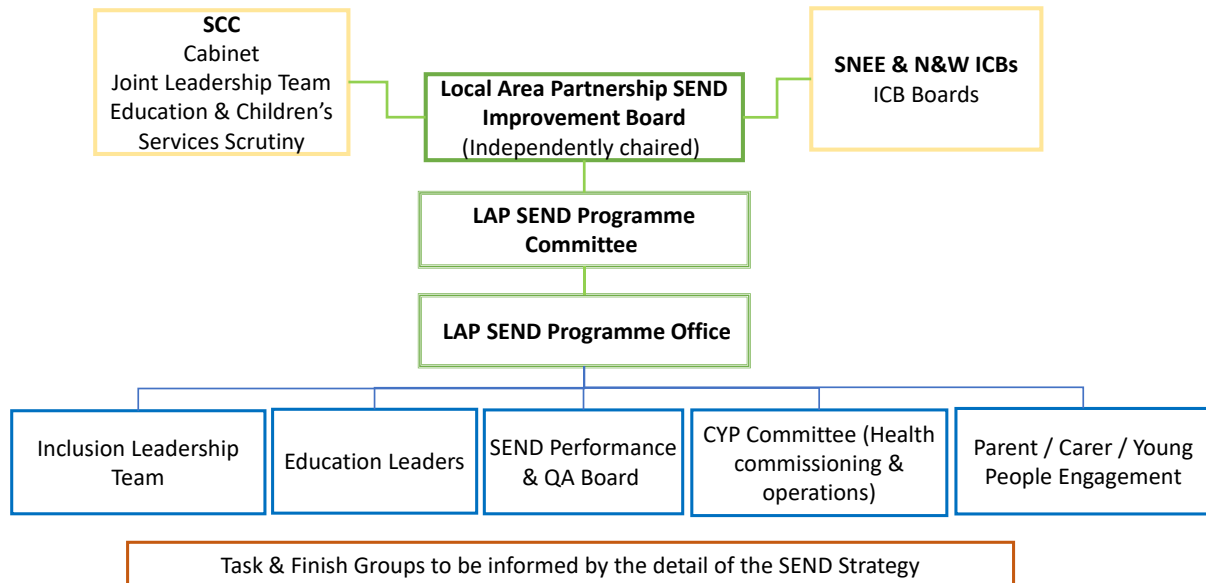 SCC
Cabinet
Joint Leadership Team
Education & Children’s
Services Scrutiny
Local Area Partnership SEND
Improvement Board
(Independently chaired)
SNEE & N&W ICBs
ICB Boards
LAP SEND Programme
Committee
LAP SEND Programme Office
Inclusion Leadership
Team
Education Leaders
SEND Performance
& QA Board
CYP Committee (Health
commissioning &
operations)
Parent / Carer / Young
People Engagement
Task & Finish Groups to be informed by the detail of the SEND Strategy